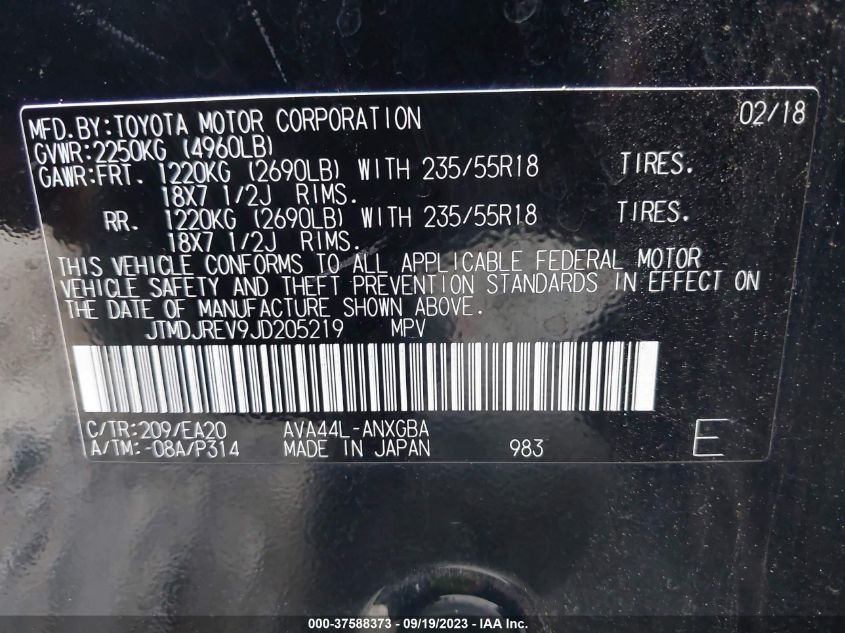 MFD.BY:TOYOTA MOTOR CORPORATION 02/18
GVWR:2250KG (4960LB)
GAWR:FRT. 1220KG (2690LB) WITH 235/55R18 TIRES.
18X7 1/2J RIMS.
RR. 1220KG (2690LB) WITH 235/55R18 TIRES.
18X7 1/2J RIMS.
THIS VEHICLE CONFORMS TO ALL APPLICABLE FEDERAL MOTOR
VEHICLE SAFETY AND THEFT PREVENTION STANDARDS IN EFFECT ON
THE DATE OF MANUFACTURE SHOWN ABOVE.
JTMDJREV9JD205219 MPV
C/TR:209/EA20 AVA44L-ANXGBA
A/TM:-08A/P314 MADE IN JAPAN 983 E
000-37588373 - 09/19/2023 - IAA Inc.